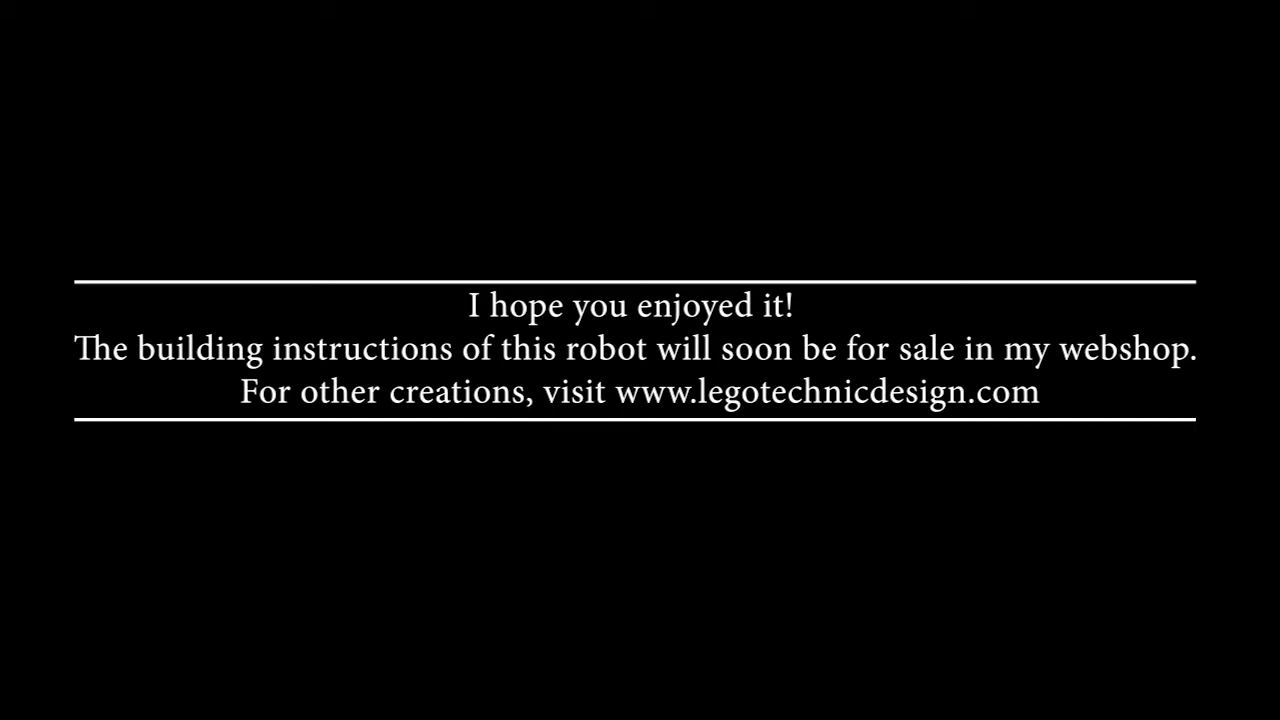 I hope you enjoyed it!
The building instructions of this robot will soon be for sale in my webshop.
For other creations, visit www.legotechnicdesign.com